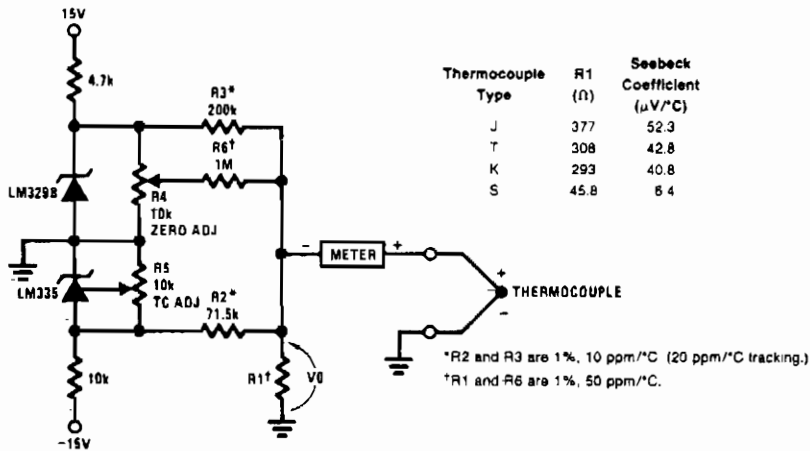 15V
4.7k
R3*
200k
R6†
1M
LM329B
R4
10k
ZERO ADJ
LM335
R5
10k
TC ADJ
R2*
71.5k
10k
-15V
R1†
V0
- METER +
+
THERMOCOUPLE
-
Thermocouple Type
R1 (Ω)
Seebeck Coefficient (µV/°C)
J 377 52.3
T 308 42.8
K 293 40.8
S 45.8 6.4
*R2 and R3 are 1%, 10 ppm/°C (20 ppm/°C tracking.)
†R1 and R6 are 1%, 50 ppm/°C.